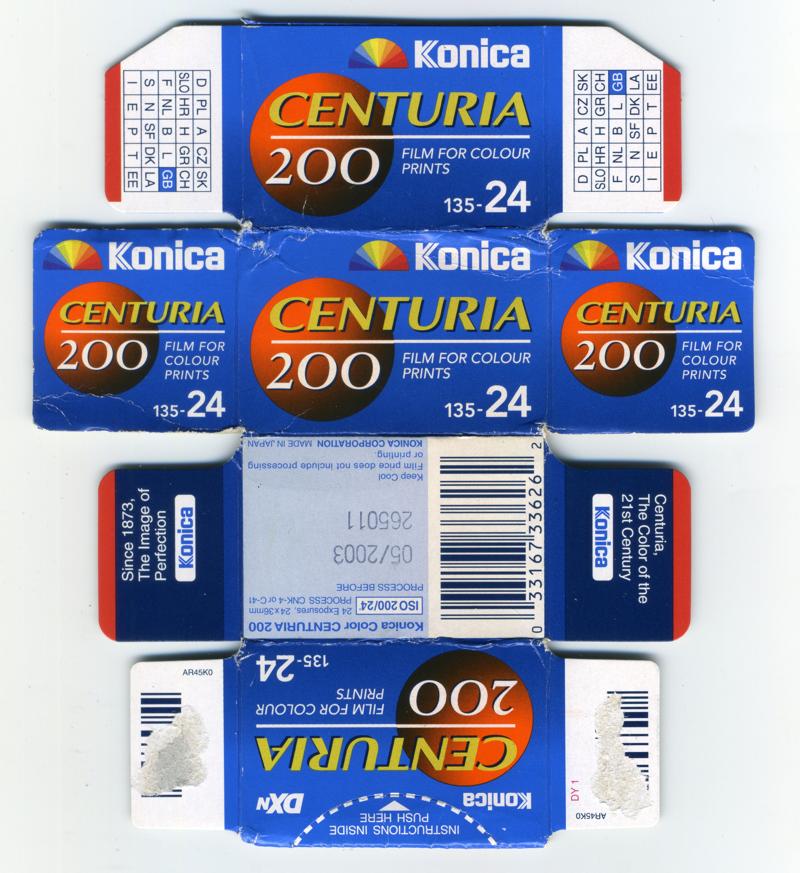 Konica
CENTURIA
200
FILM FOR COLOUR
PRINTS
135-24
D PL A CZ SK
SLO HR H GR CH
F NL B L GB
S N SF DK LA
I E P T EE
D PL A CZ SK
SLO HR H GR CH
F NL B L GB
S N SF DK LA
I E P T EE
Konica
CENTURIA
200
FILM FOR
COLOUR
PRINTS
135-24
Konica
CENTURIA
200
FILM FOR COLOUR
PRINTS
135-24
Konica
CENTURIA
200
FILM FOR
COLOUR
PRINTS
135-24
Since 1873,
The Image of
Perfection
Konica
Konica Color CENTURIA 200
24 Exposures, 24x36mm
ISO 200/24° PROCESS CNK-4 or C-41
PROCESS BEFORE
05/2003
265011
Keep Cool
Film price does not include processing
or printing.
KONICA CORPORATION MADE IN JAPAN
0 33167 33626 2
Centuria,
The Color of the
21st Century
Konica
AR45K0
INSTRUCTIONS INSIDE
PUSH HERE
Konica
DXN
CENTURIA
200
FILM FOR COLOUR
PRINTS
135-24
DY 1
AR45K0